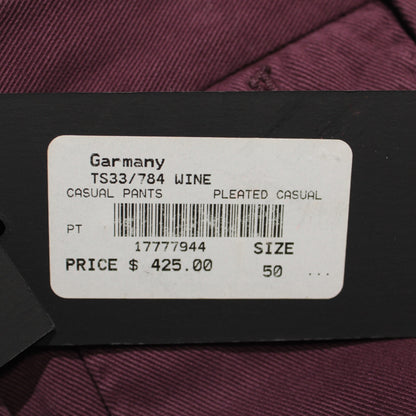 Garmany
TS33/784 WINE
CASUAL PANTS PLEATED CASUAL
PT
17777944 SIZE
PRICE $ 425.00 50 ...